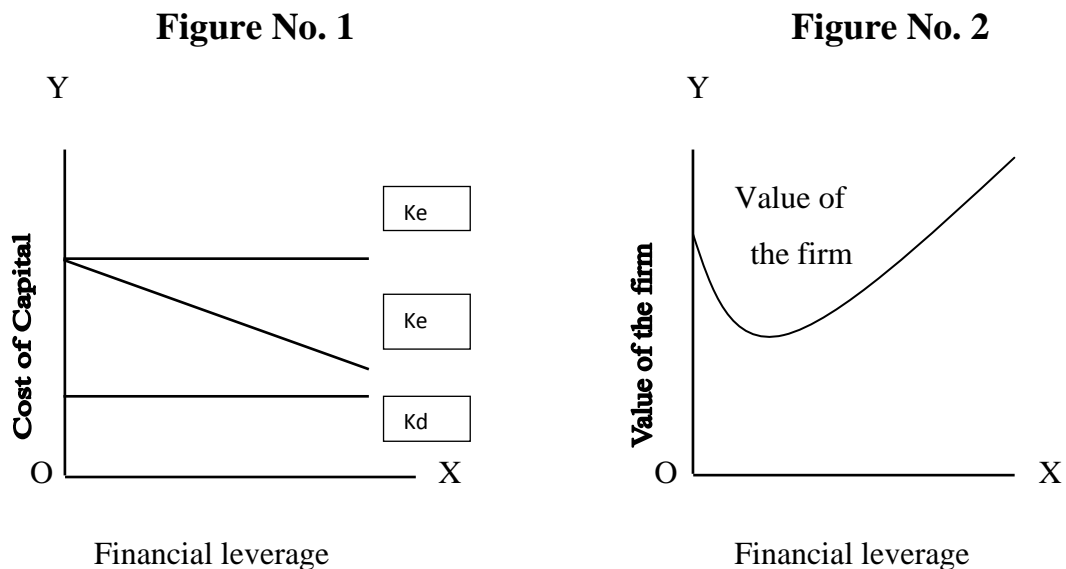 Figure No. 1
Y
Cost of Capital
Ke
Ke
Kd
O
X
Financial leverage
Figure No. 2
Y
Value of the firm
Value of
the firm
O
X
Financial leverage